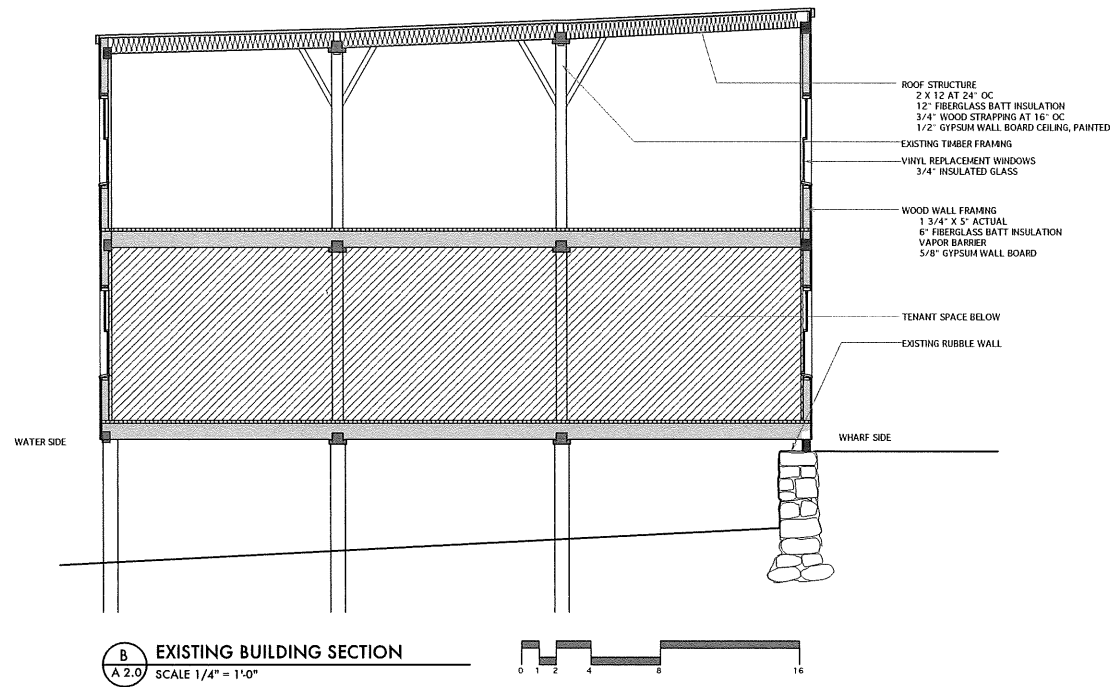 ROOF STRUCTURE
2 X 12 AT 24" OC
12" FIBERGLASS BATT INSULATION
3/4" WOOD STRAPPING AT 16" OC
1/2" GYPSUM WALL BOARD CEILING, PAINTED
EXISTING TIMBER FRAMING
VINYL REPLACEMENT WINDOWS
3/4" INSULATED GLASS
WOOD WALL FRAMING
1 3/4" X 5" ACTUAL
6" FIBERGLASS BATT INSULATION
VAPOR BARRIER
5/8" GYPSUM WALL BOARD
TENANT SPACE BELOW
EXISTING RUBBLE WALL
WATER SIDE
WHARF SIDE
B
A 2.0
EXISTING BUILDING SECTION
SCALE 1/4" = 1'-0"
0 1 2 4 8 16